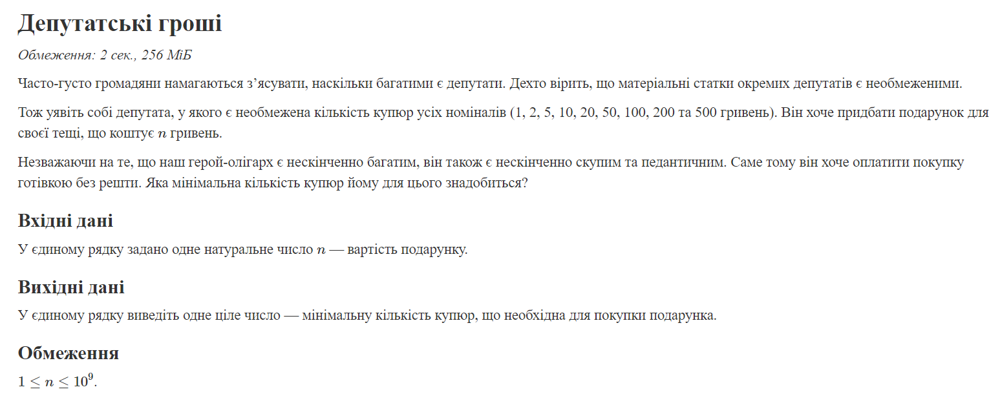 Депутатські гроші
Обмеження: 2 сек., 256 МіБ
Часто-густо громадяни намагаються з’ясувати, наскільки багатими є депутати. Дехто вірить, що матеріальні статки окремих депутатів є необмеженими.
Тож уявіть собі депутата, у якого є необмежена кількість купюр усіх номіналів (1, 2, 5, 10, 20, 50, 100, 200 та 500 гривень). Він хоче придбати подарунок для
своєї тещі, що коштує n гривень.
Незважаючи на те, що наш герой-олігарх є нескінченно багатим, він також є нескінченно скупим та педантичним. Саме тому він хоче оплатити покупку
готівкою без решти. Яка мінімальна кількість купюр йому для цього знадобиться?
Вхідні дані
У єдиному рядку задано одне натуральне число n — вартість подарунку.
Вихідні дані
У єдиному рядку виведіть одне ціле число — мінімальну кількість купюр, що необхідна для покупки подарунка.
Обмеження
1 ≤ n ≤ 10⁹.